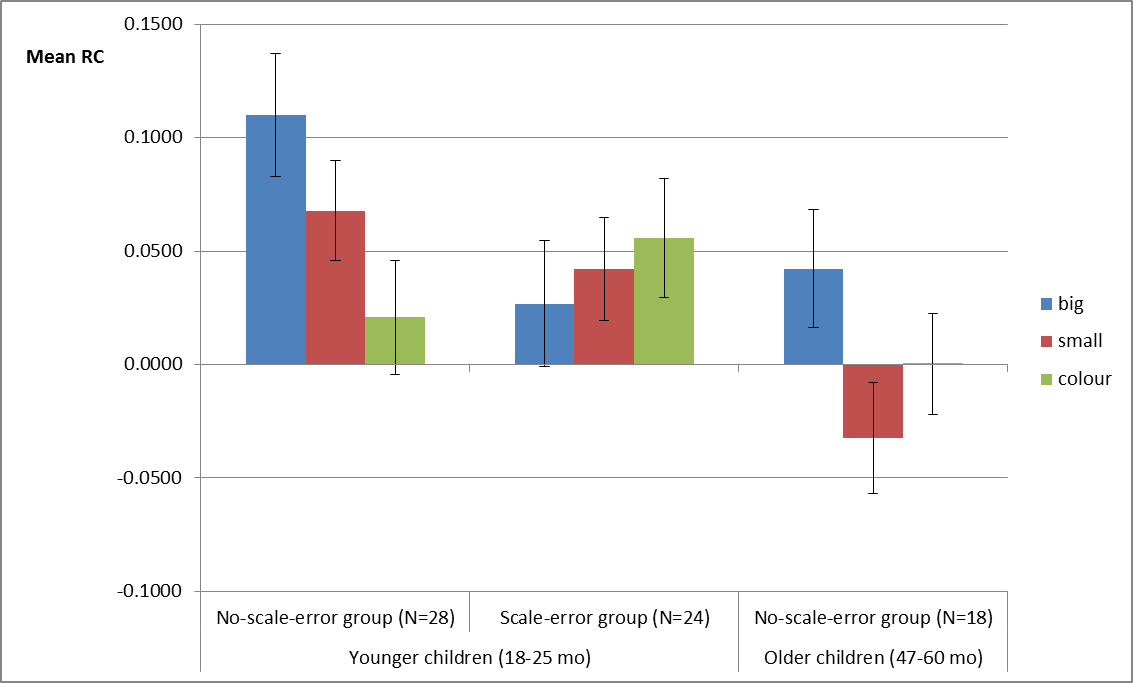 Mean RC
0.1500
0.1000
0.0500
0.0000
-0.0500
-0.1000
big
small
colour
No-scale-error group (N=28)
Scale-error group (N=24)
No-scale-error group (N=18)
Younger children (18-25 mo)
Older children (47-60 mo)